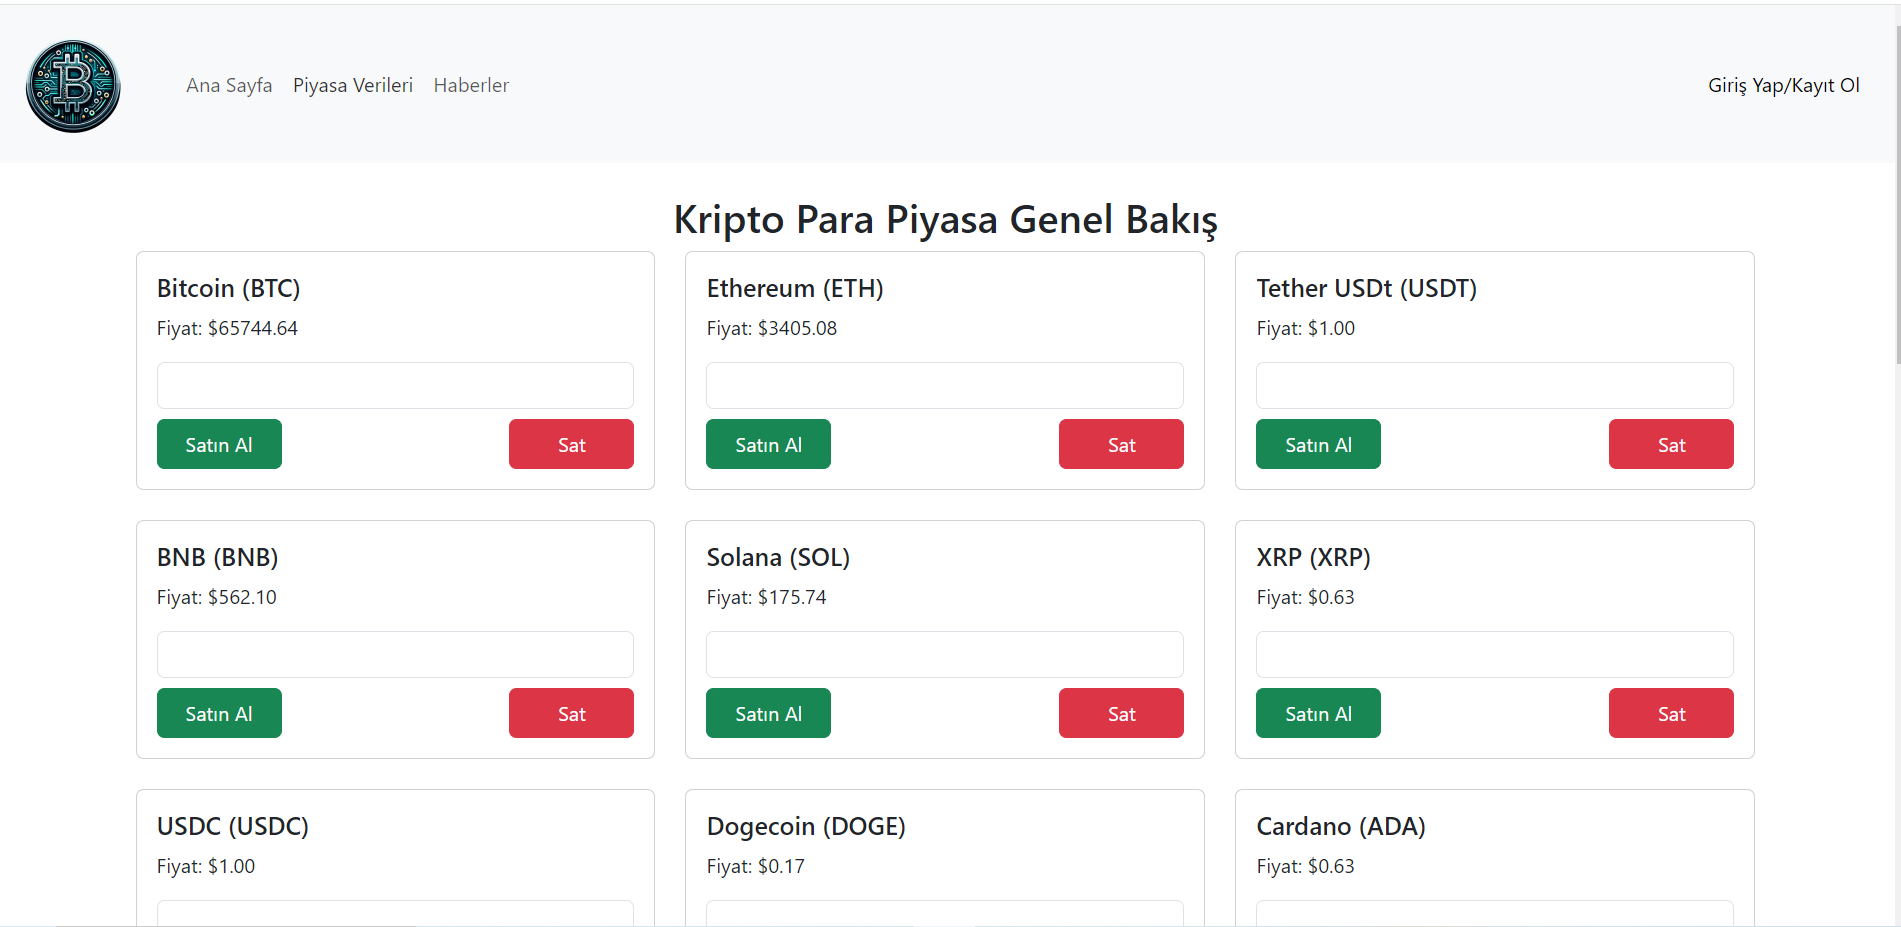 Ana Sayfa Piyasa Verileri Haberler Giriş Yap/Kayıt Ol
Kripto Para Piyasa Genel Bakış
Bitcoin (BTC)
Fiyat: $65744.64
Satın Al Sat
Ethereum (ETH)
Fiyat: $3405.08
Satın Al Sat
Tether USDt (USDT)
Fiyat: $1.00
Satın Al Sat
BNB (BNB)
Fiyat: $562.10
Satın Al Sat
Solana (SOL)
Fiyat: $175.74
Satın Al Sat
XRP (XRP)
Fiyat: $0.63
Satın Al Sat
USDC (USDC)
Fiyat: $1.00
Dogecoin (DOGE)
Fiyat: $0.17
Cardano (ADA)
Fiyat: $0.63